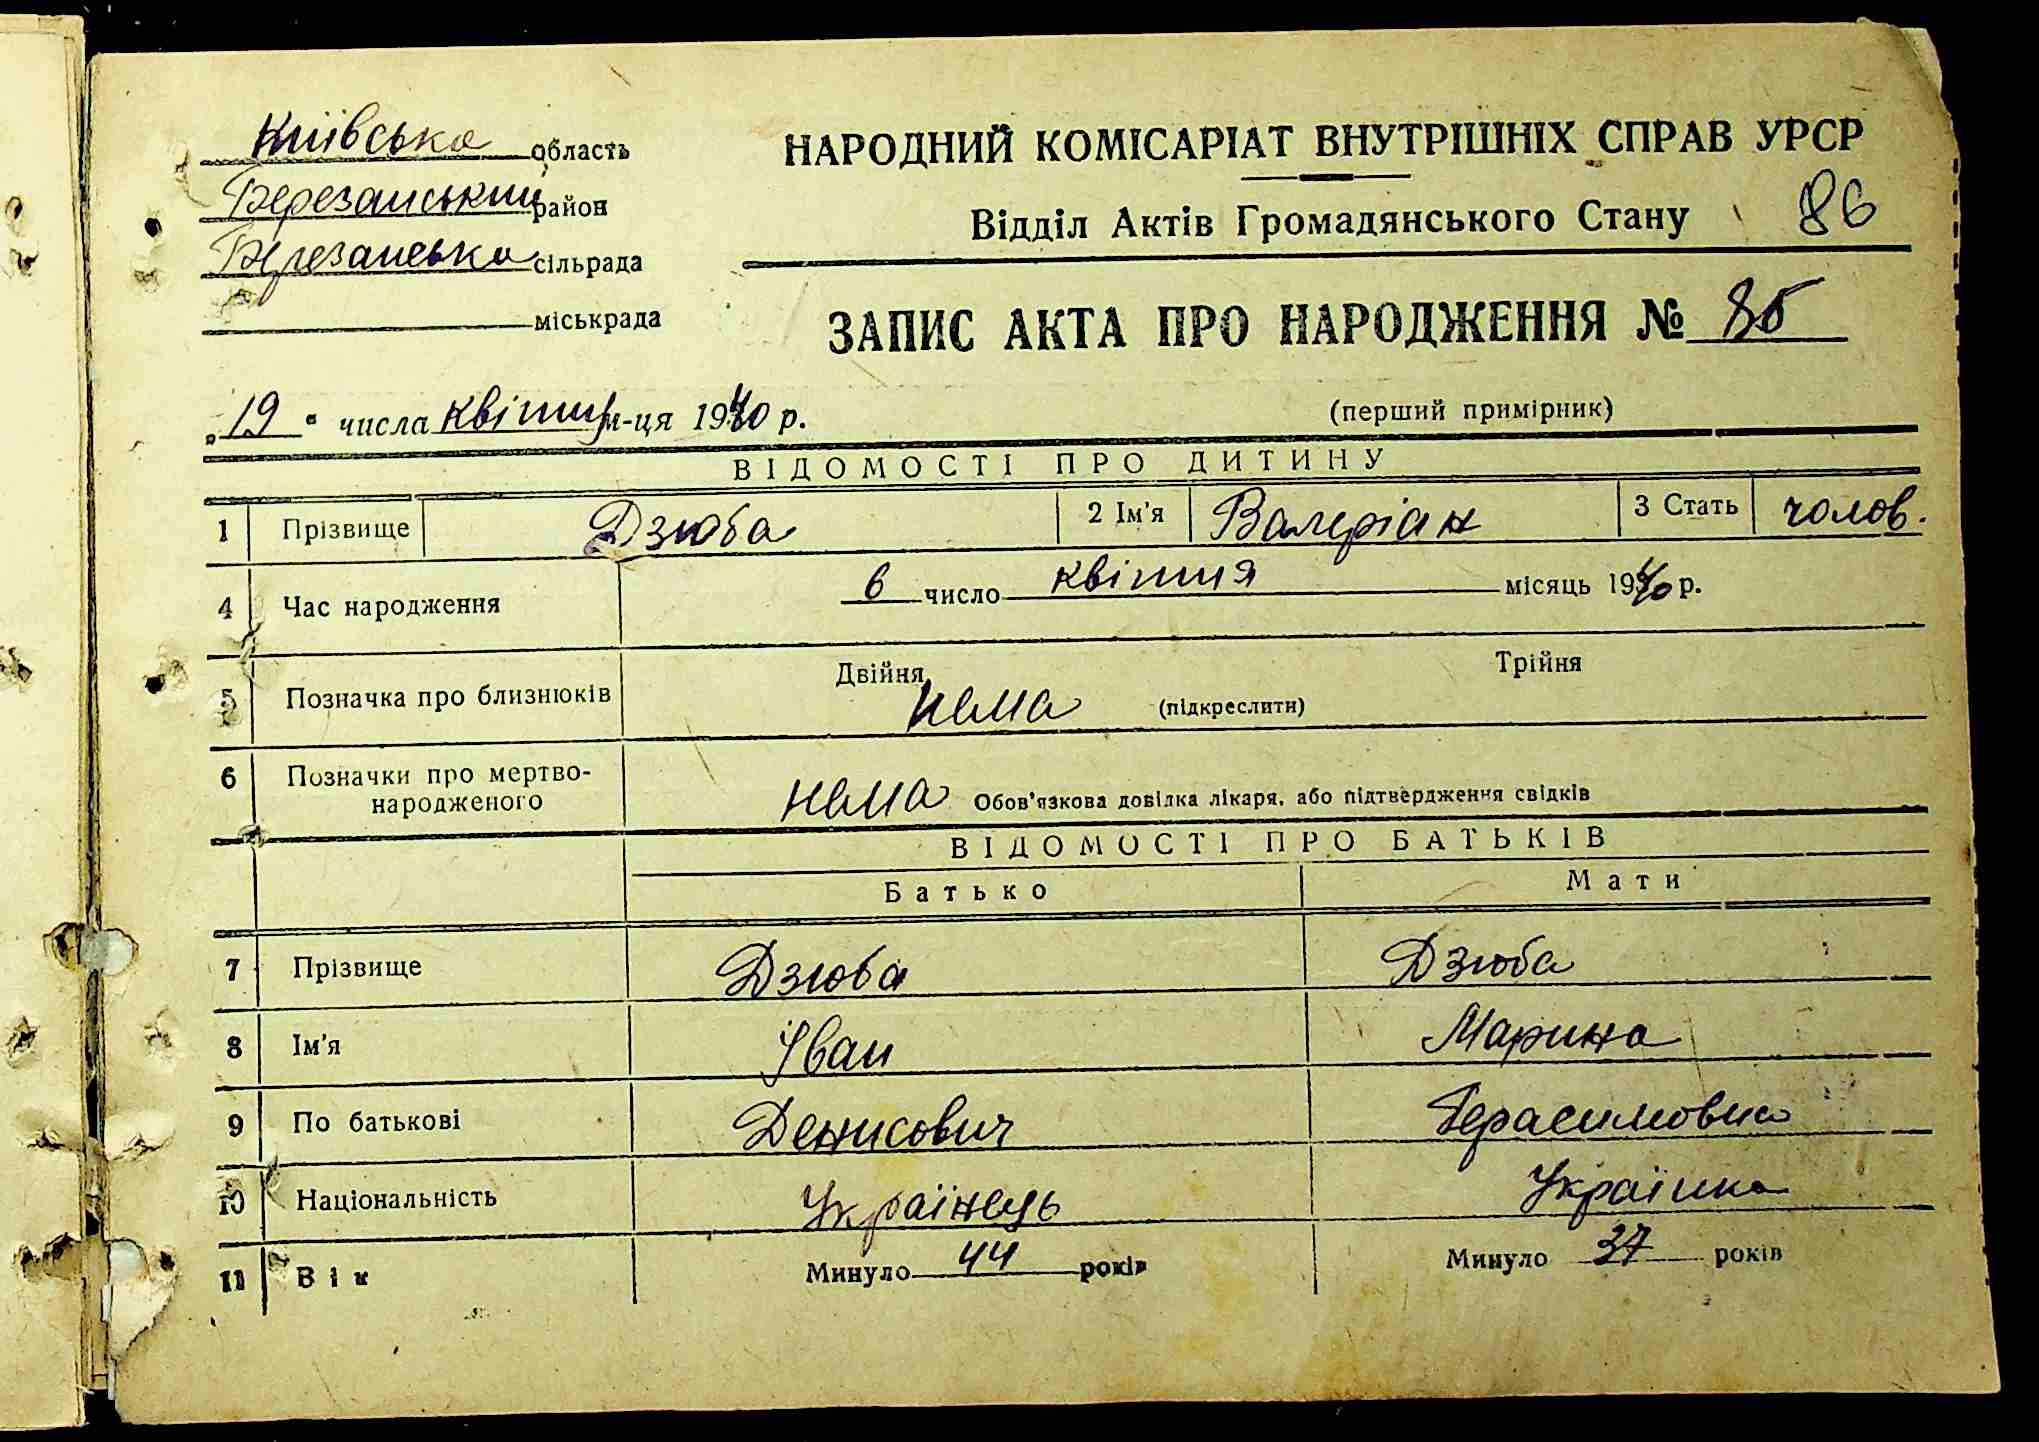 Київська область
Березанський район
Березанська сільрада
міськрада
НАРОДНИЙ КОМІСАРІАТ ВНУТРІШНІХ СПРАВ УРСР
Відділ Актів Громадянського Стану
86
ЗАПИС АКТА ПРО НАРОДЖЕННЯ № 85
„19" числа квітня м-ця 1940 р.
(перший примірник)
ВІДОМОСТІ ПРО ДИТИНУ
1 Прізвище Дзюба 2 Ім'я Валеріан 3 Стать чолов.
4 Час народження 6 число квітня місяць 1940 р.
5 Позначка про близнюків Двійня нема (підкреслити) Трійня
6 Позначки про мертво-
народженого нема Обов'язкова довідка лікаря, або підтвердження свідків
ВІДОМОСТІ ПРО БАТЬКІВ
Батько Мати
7 Прізвище Дзюба Дзюба
8 Ім'я Іван Марина
9 По батькові Денисович Герасимовна
10 Національність Українець Українка
11 Вік Минуло 44 років Минуло 37 років